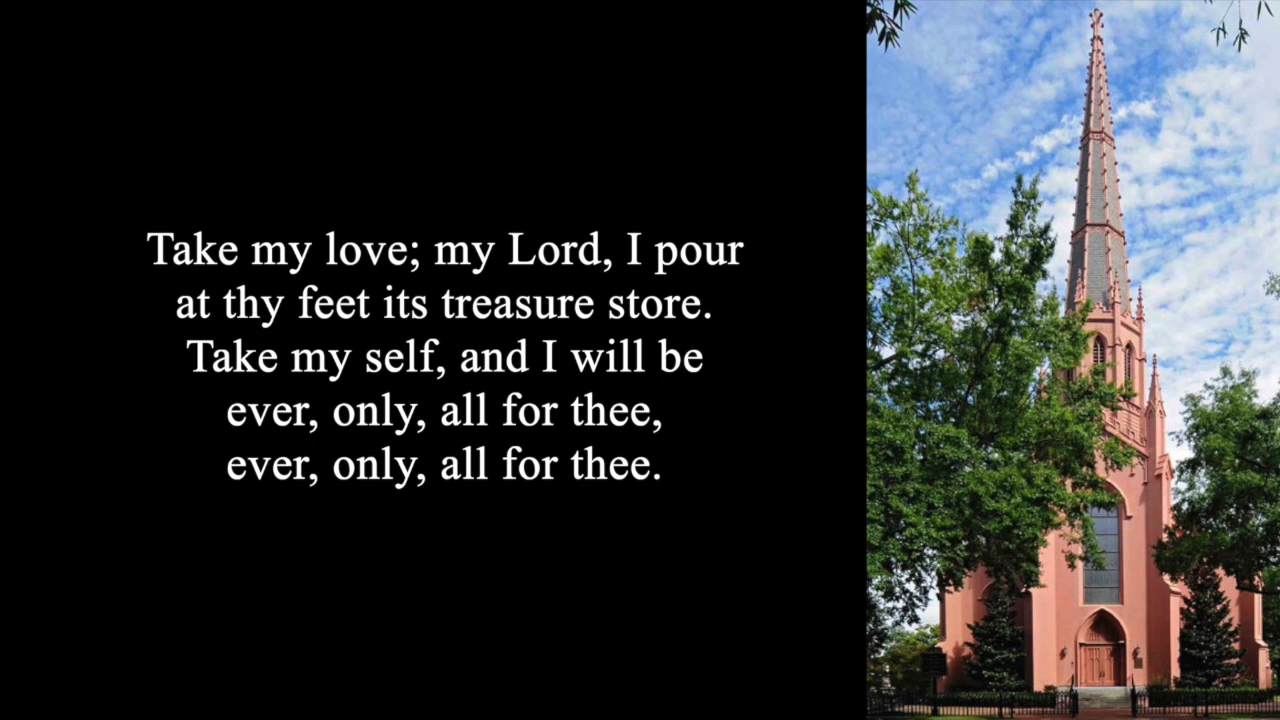 Take my love; my Lord, I pour
at thy feet its treasure store.
Take my self, and I will be
ever, only, all for thee,
ever, only, all for thee.